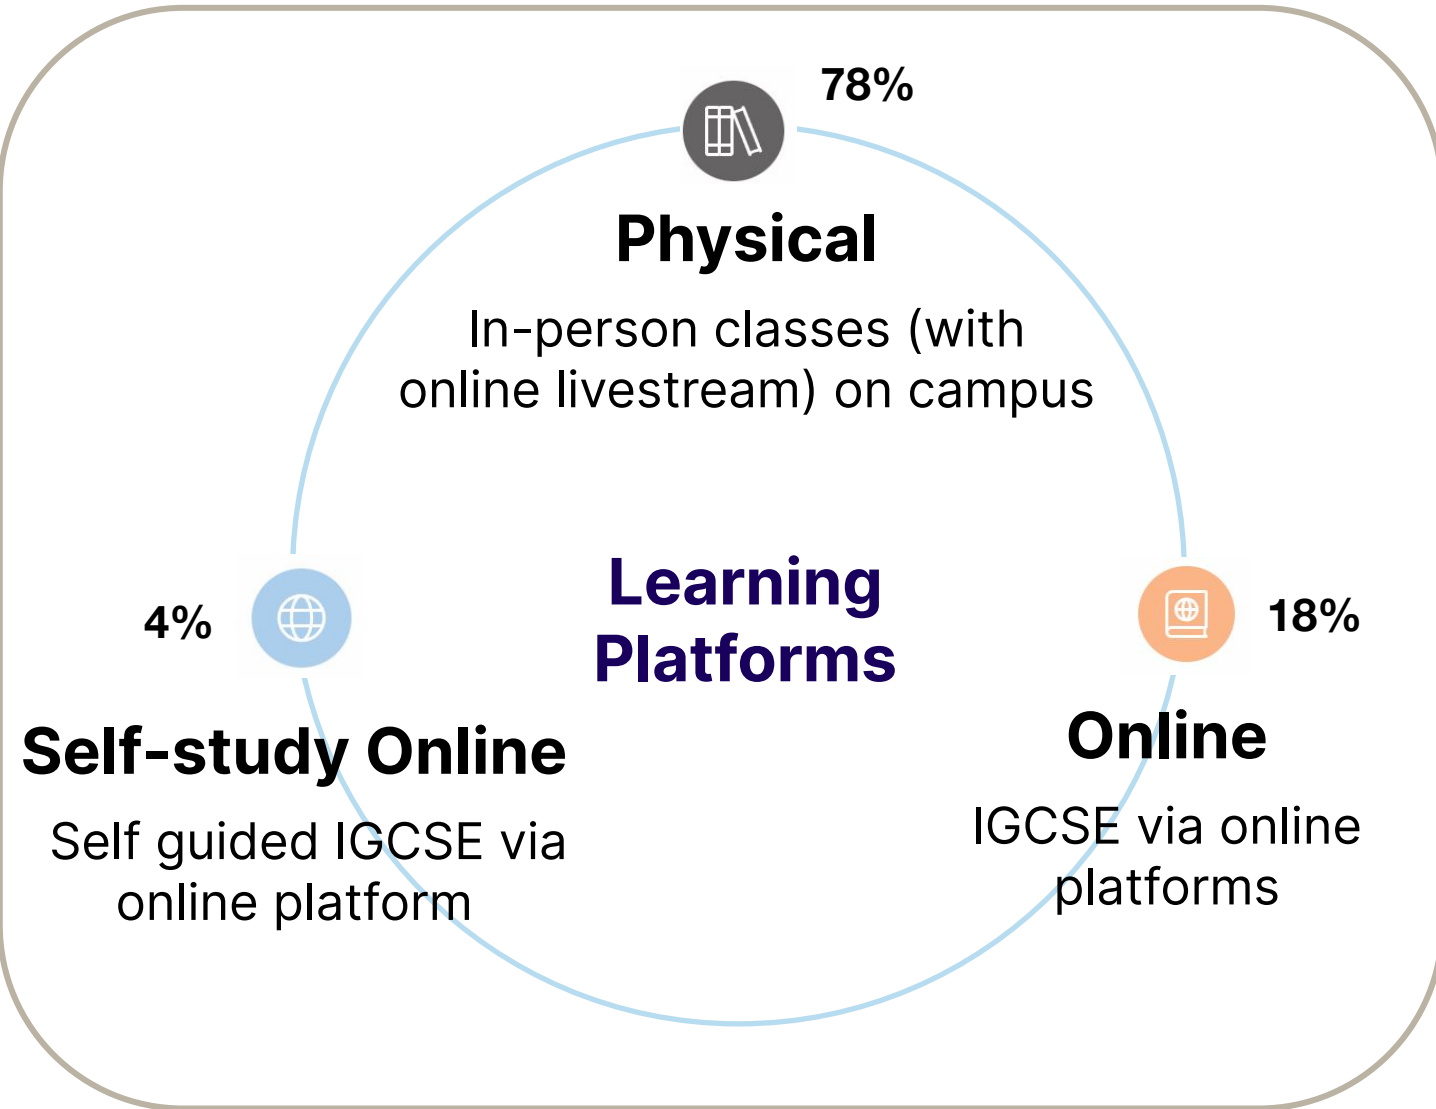 78%
Physical
In-person classes (with
online livestream) on campus
Learning
Platforms
4%
Self-study Online
Self guided IGCSE via
online platform
18%
Online
IGCSE via online
platforms